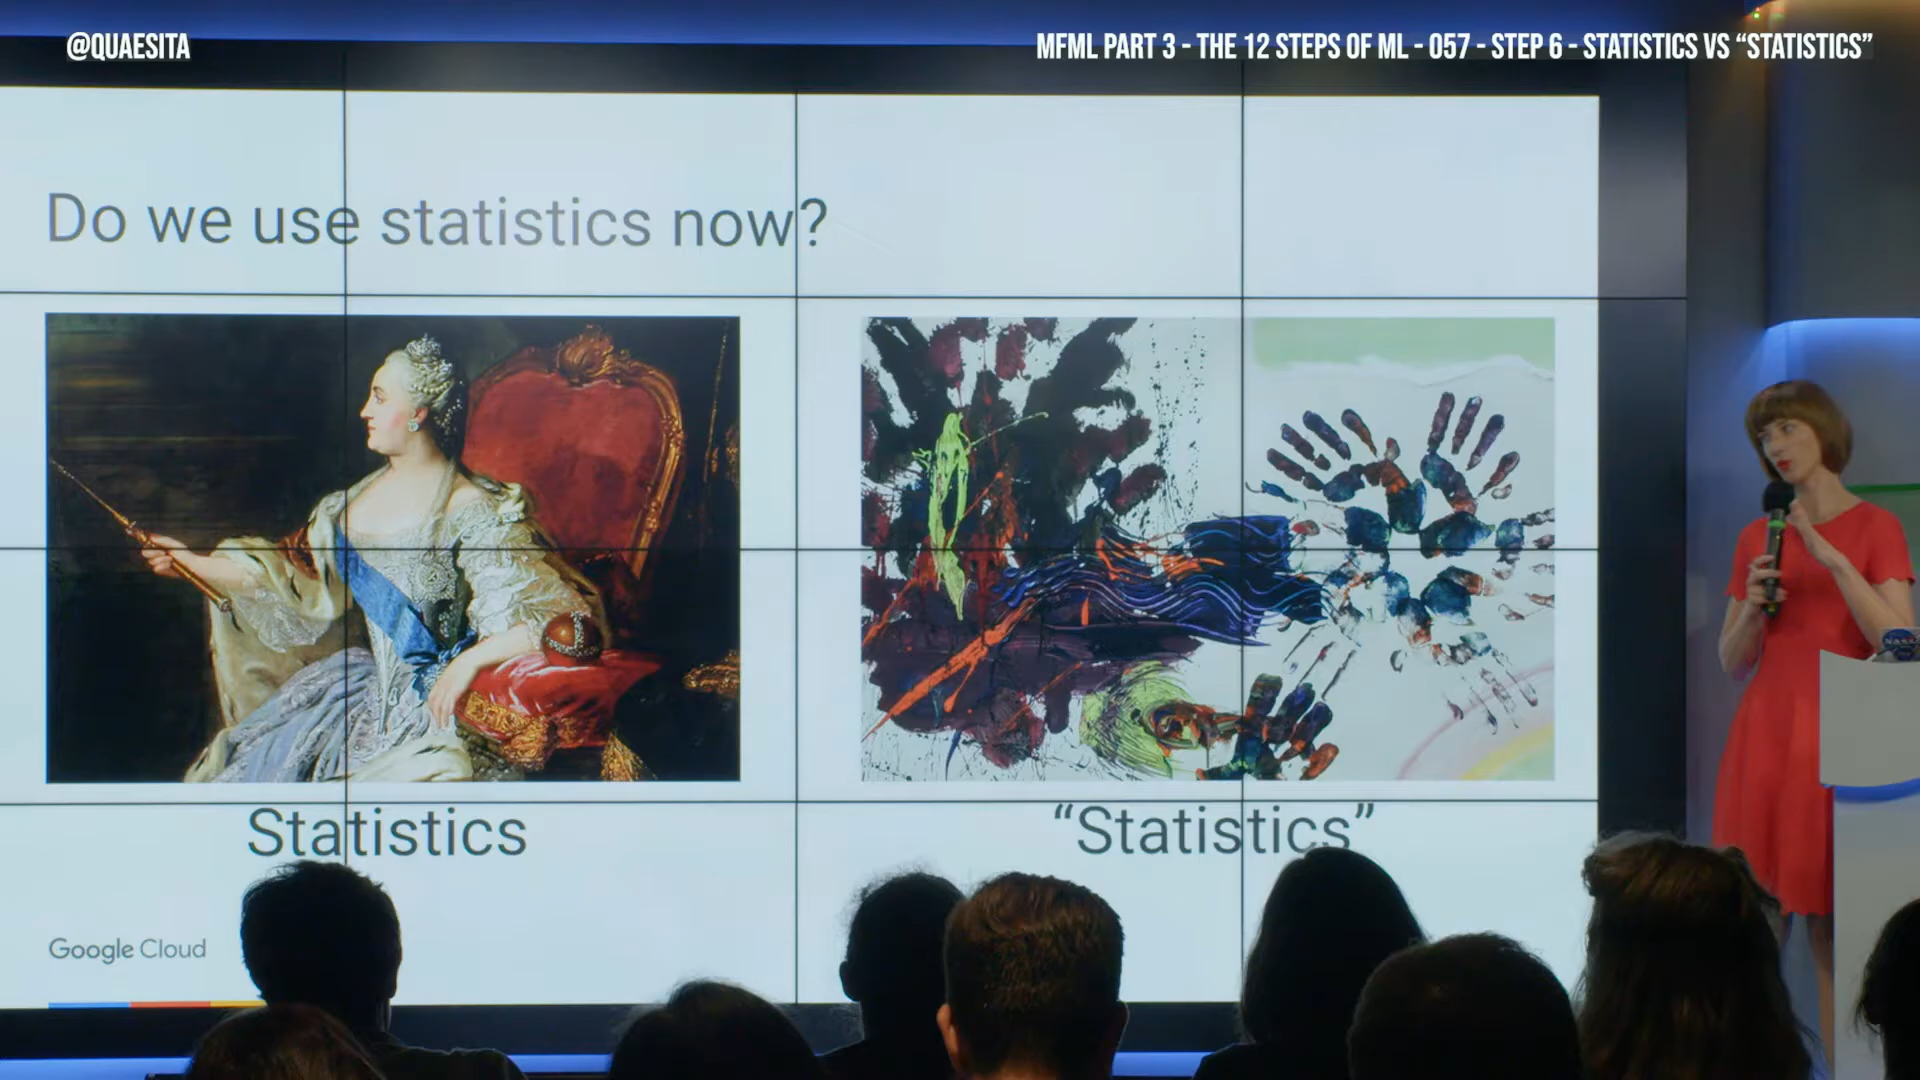 @QUAESITA
MFML PART 3 - THE 12 STEPS OF ML - 057 - STEP 6 - STATISTICS VS “STATISTICS”
Do we use statistics now?
Statistics
“Statistics”
Google Cloud
NASA